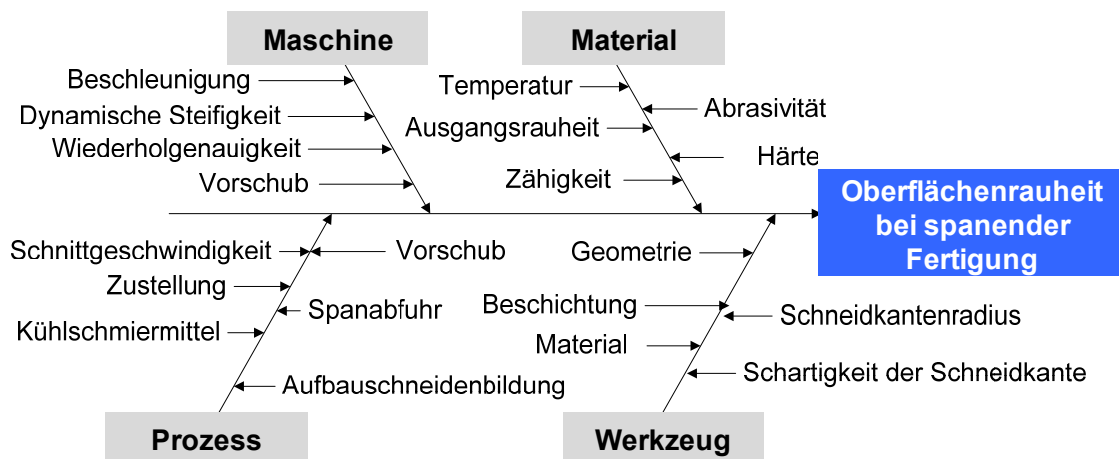 Maschine
Material
Beschleunigung
Temperatur
Abrasivität
Dynamische Steifigkeit
Ausgangsrauheit
Wiederholgenauigkeit
Härte
Vorschub
Zähigkeit
Oberflächenrauheit
bei spanender
Fertigung
Schnittgeschwindigkeit
Vorschub
Geometrie
Zustellung
Spanabfuhr
Beschichtung
Schneidkantenradius
Kühlschmiermittel
Material
Aufbauschneidenbildung
Schartigkeit der Schneidkante
Prozess
Werkzeug